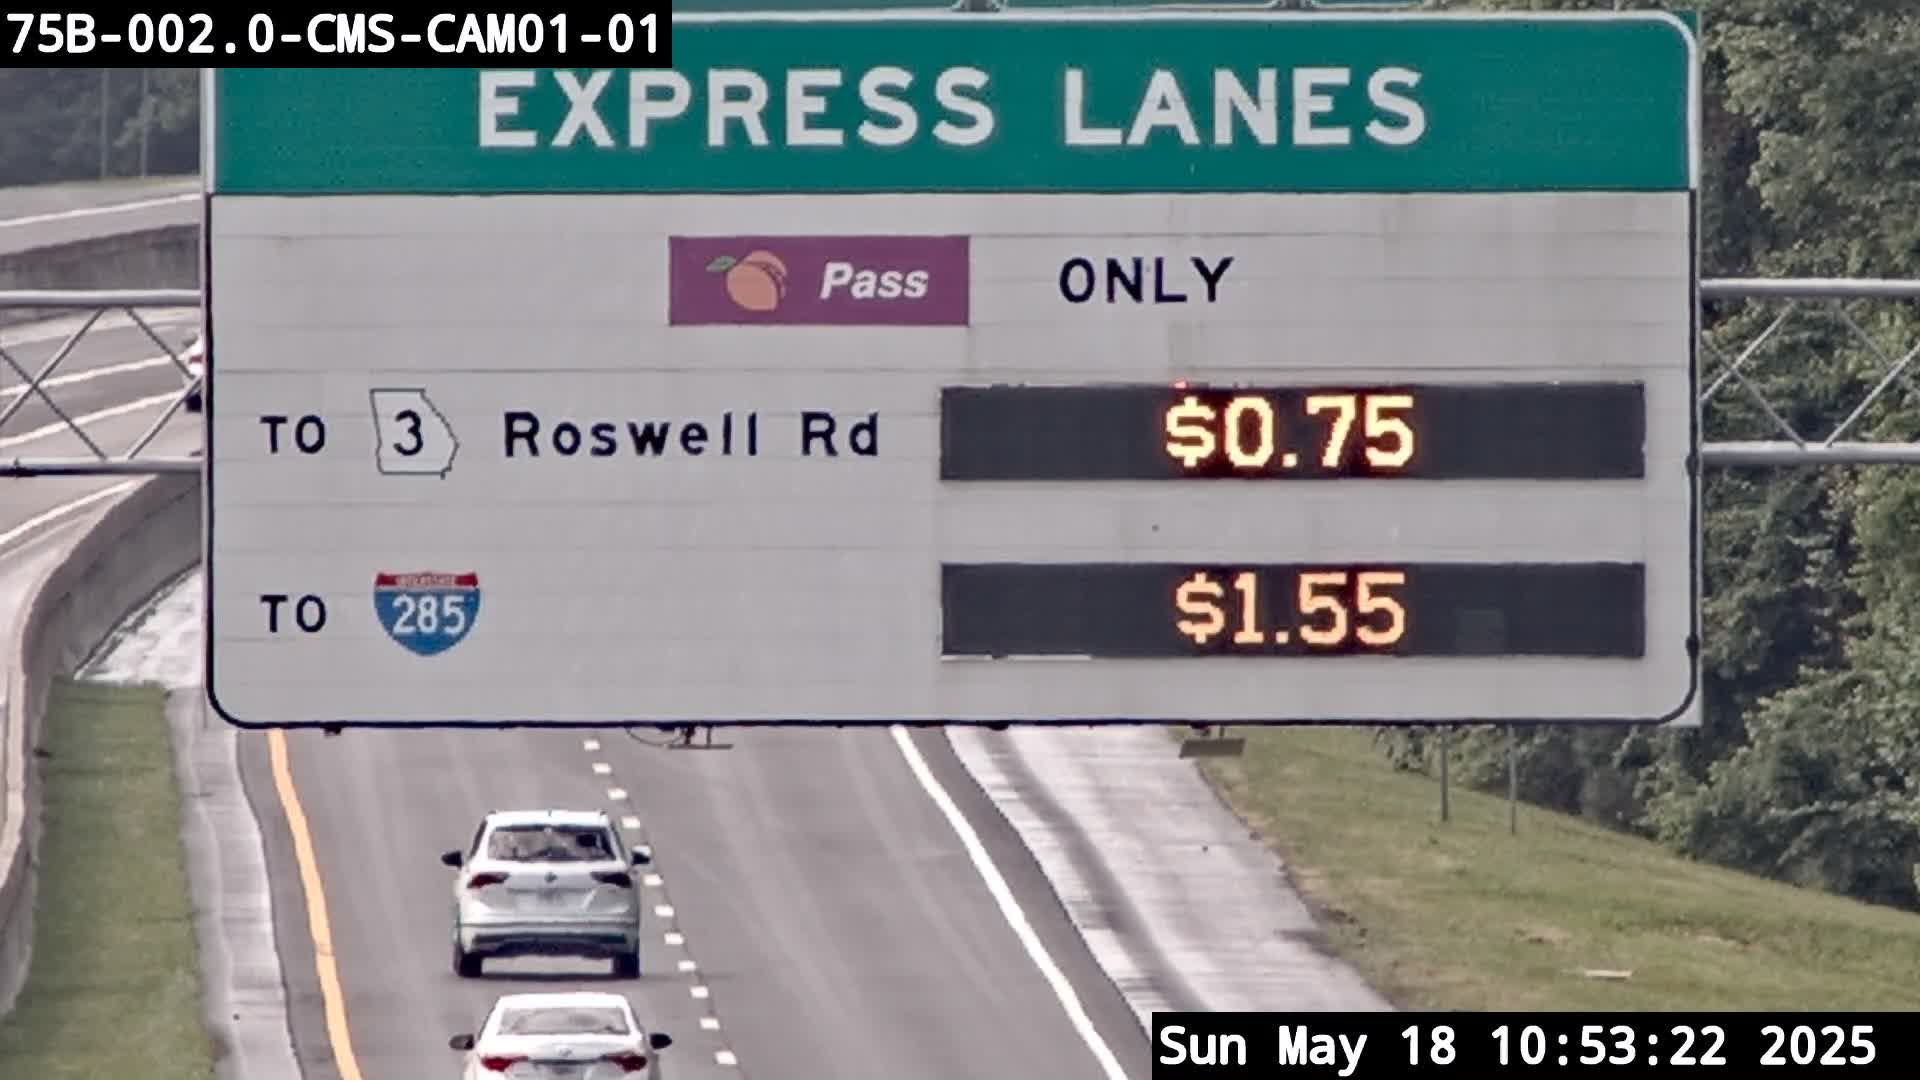 75B-002.0-CMS-CAM01-01
EXPRESS LANES
Pass ONLY
TO 3 Roswell Rd $0.75
INTERSTATE
TO 285 $1.55
Sun May 18 10:53:22 2025